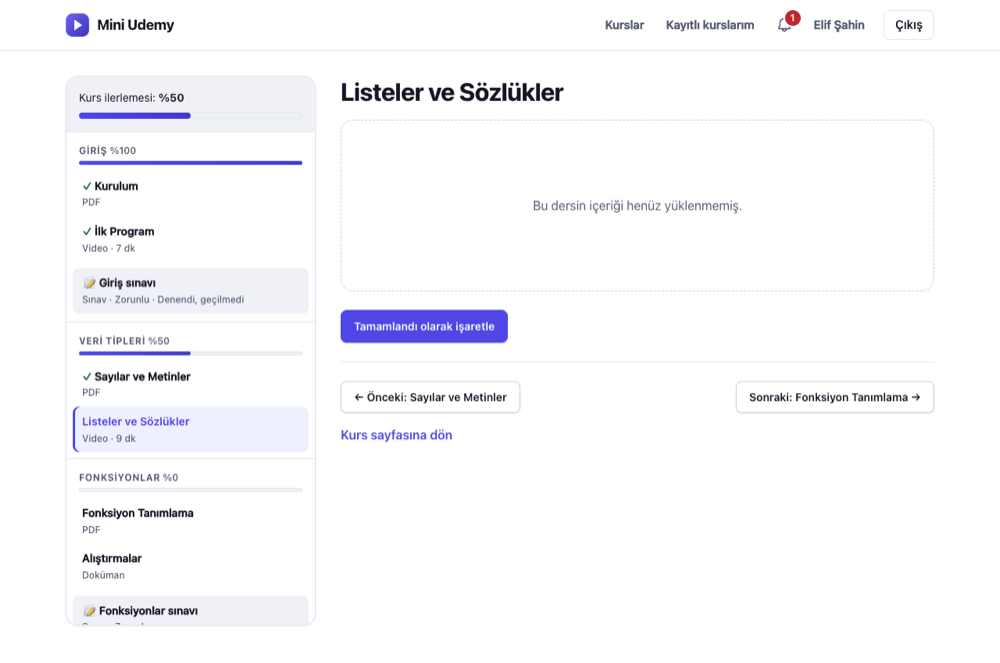 Mini Udemy
Kurslar
Kayıtlı kurslarım
1
Elif Şahin
Çıkış
Kurs ilerlemesi: %50
GİRİŞ %100
✓ Kurulum
PDF
✓ İlk Program
Video · 7 dk
📝 Giriş sınavı
Sınav · Zorunlu · Denendi, geçilmedi
VERİ TİPLERİ %50
✓ Sayılar ve Metinler
PDF
Listeler ve Sözlükler
Video · 9 dk
FONKSİYONLAR %0
Fonksiyon Tanımlama
PDF
Alıştırmalar
Doküman
📝 Fonksiyonlar sınavı
Listeler ve Sözlükler
Bu dersin içeriği henüz yüklenmemiş.
Tamamlandı olarak işaretle
← Önceki: Sayılar ve Metinler
Sonraki: Fonksiyon Tanımlama →
Kurs sayfasına dön